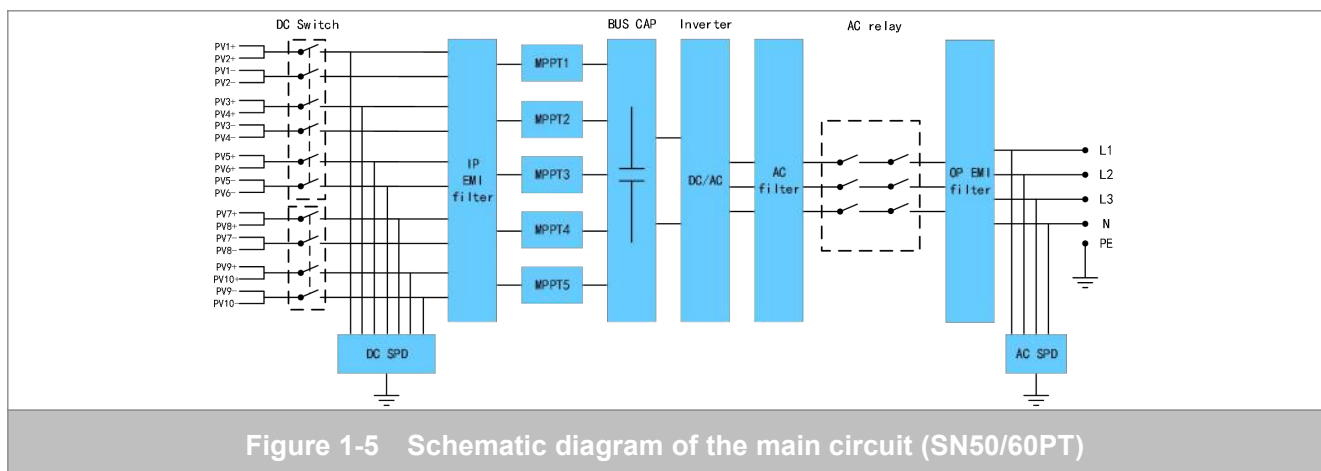 DC Switch
BUS CAP
Inverter
AC relay
PV1+
PV2+
PV1-
PV2-
PV3+
PV4+
PV3-
PV4-
PV5+
PV6+
PV5-
PV6-
PV7+
PV8+
PV7-
PV8-
PV9+
PV10+
PV9-
PV10-
IP
EMI
filter
MPPT1
MPPT2
MPPT3
MPPT4
MPPT5
DC/AC
AC
filter
OP EMI
filter
L1
L2
L3
N
PE
DC SPD
AC SPD
Figure 1-5 Schematic diagram of the main circuit (SN50/60PT)